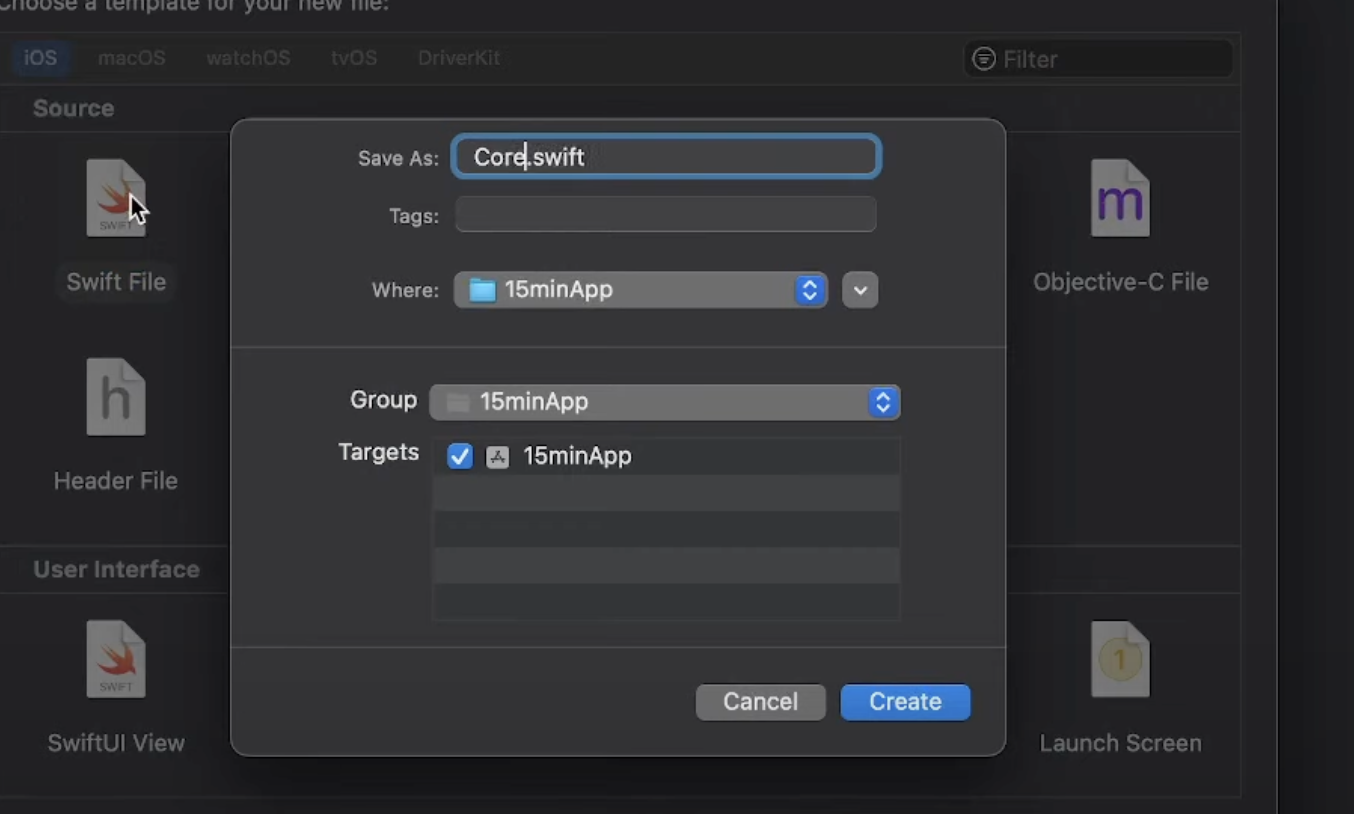 Choose a template for your new file:
iOS macOS watchOS tvOS DriverKit Filter
Source
Save As: Core.swift
Tags:
Where: 15minApp
SWIFT
m
Swift File
Objective-C File
Group 15minApp
Targets 15minApp
h
Header File
User Interface
SWIFT
1
Cancel Create
SwiftUI View
Launch Screen